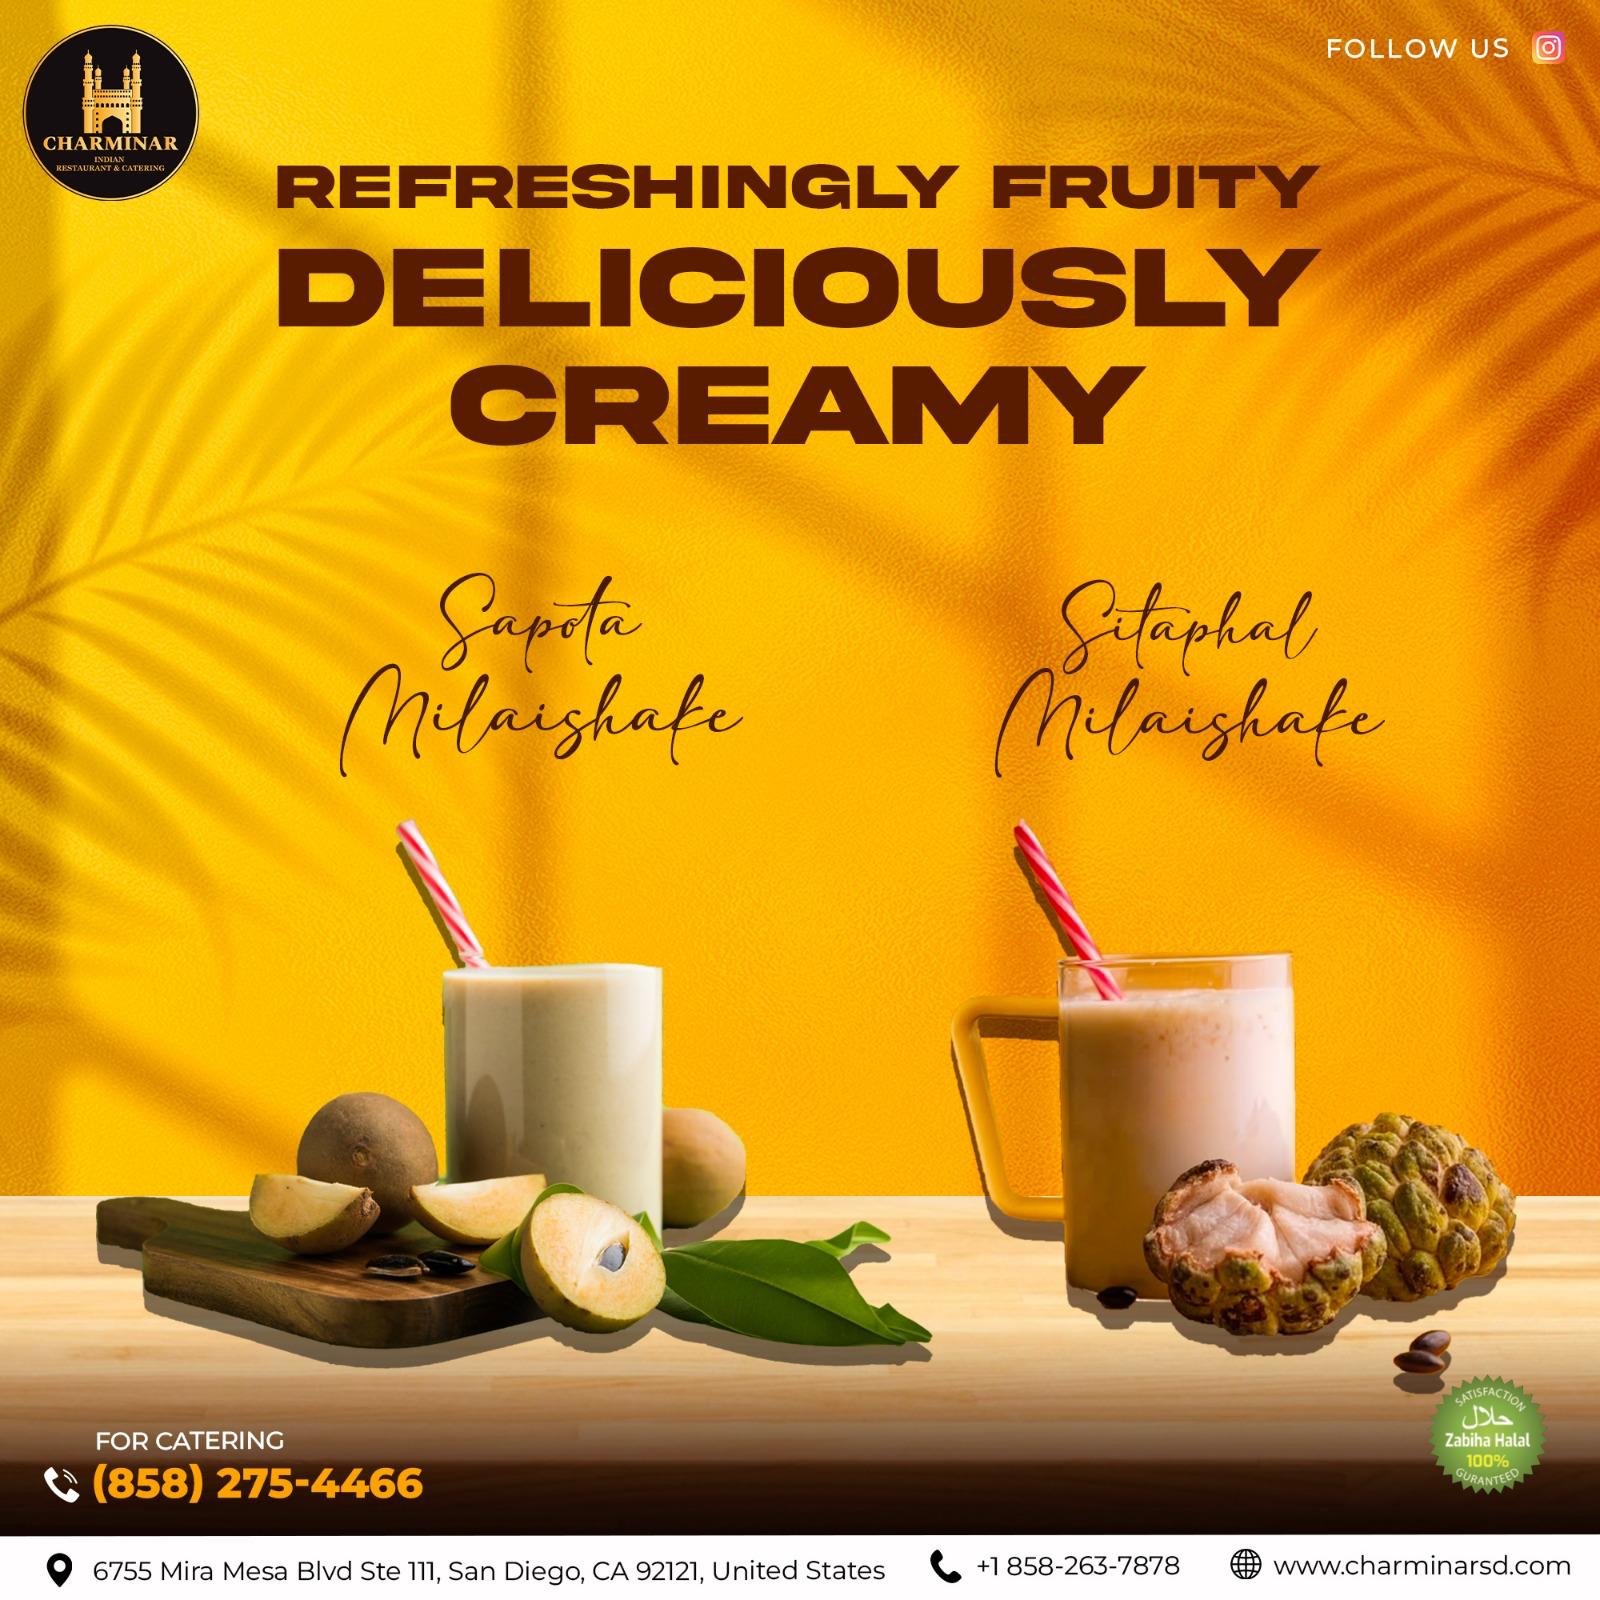 CHARMINAR
INDIAN
RESTAURANT & CATERING
FOLLOW US
REFRESHINGLY FRUITY
DELICIOUSLY
CREAMY
Sapota
Milaishake
Sitaphal
Milaishake
FOR CATERING
(858) 275-4466
SATISFACTION
حلال
Zabiha Halal
100%
GURANTEED
6755 Mira Mesa Blvd Ste 111, San Diego, CA 92121, United States
+1 858-263-7878
www.charminarsd.com